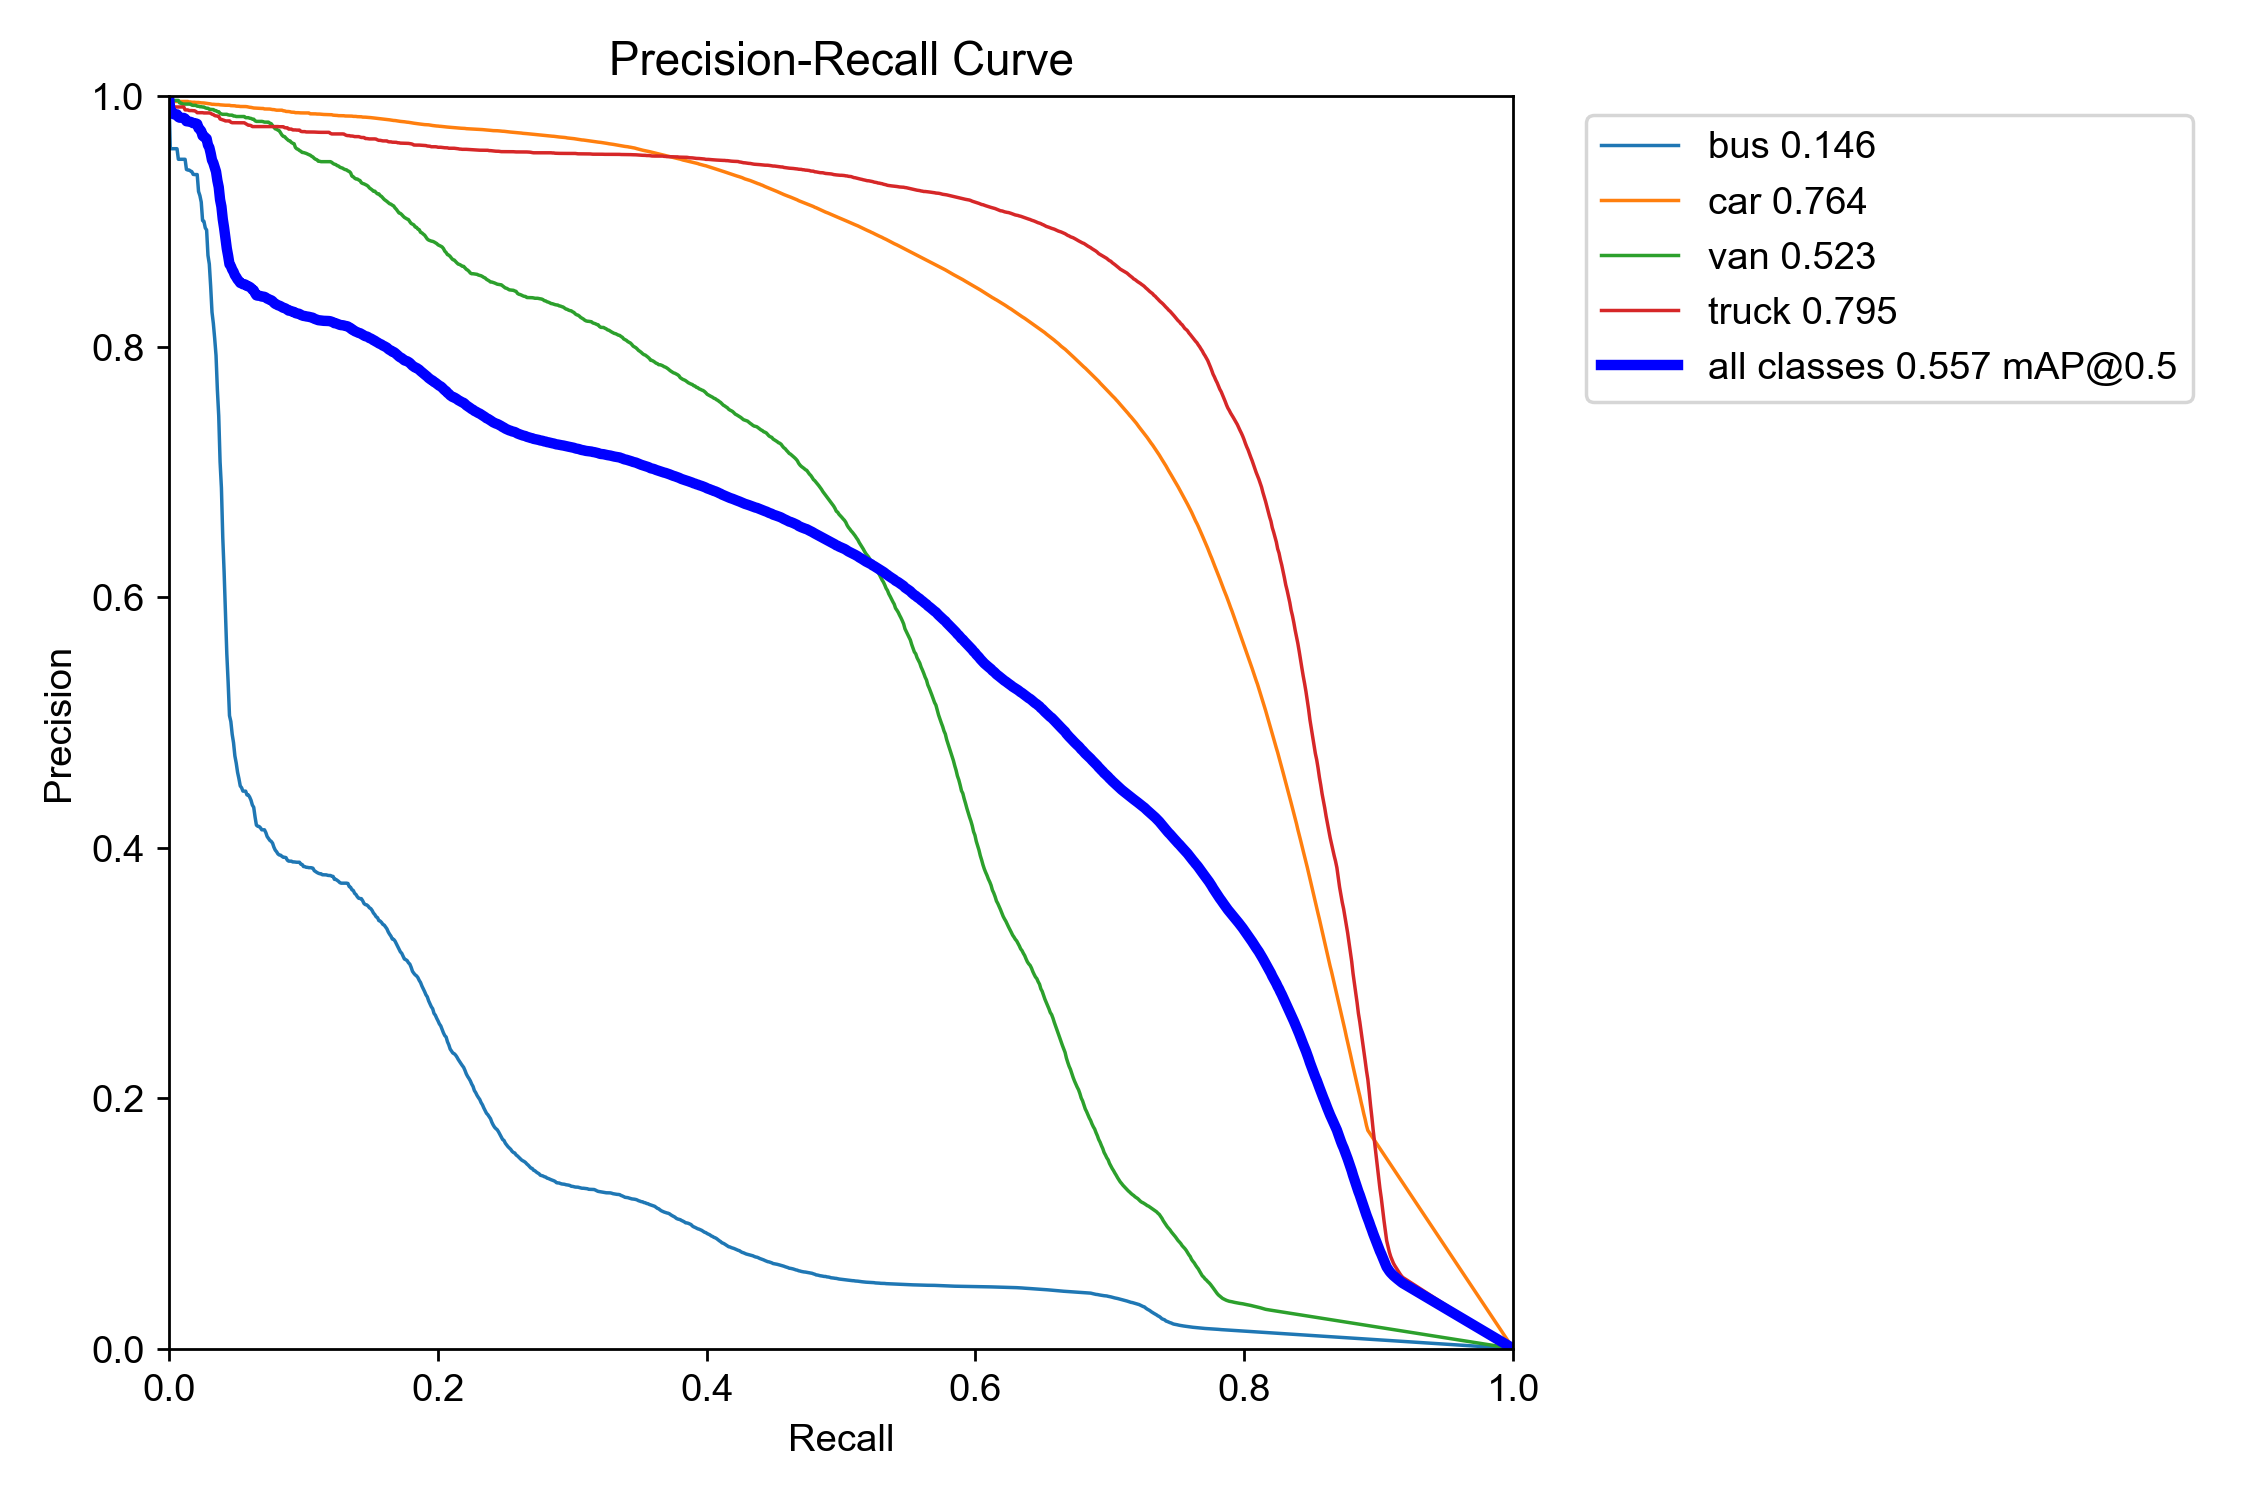 Precision-Recall Curve
1.0
0.8
0.6
0.4
0.2
0.0
Precision
0.0 0.2 0.4 0.6 0.8 1.0
Recall
bus 0.146
car 0.764
van 0.523
truck 0.795
all classes 0.557 mAP@0.5